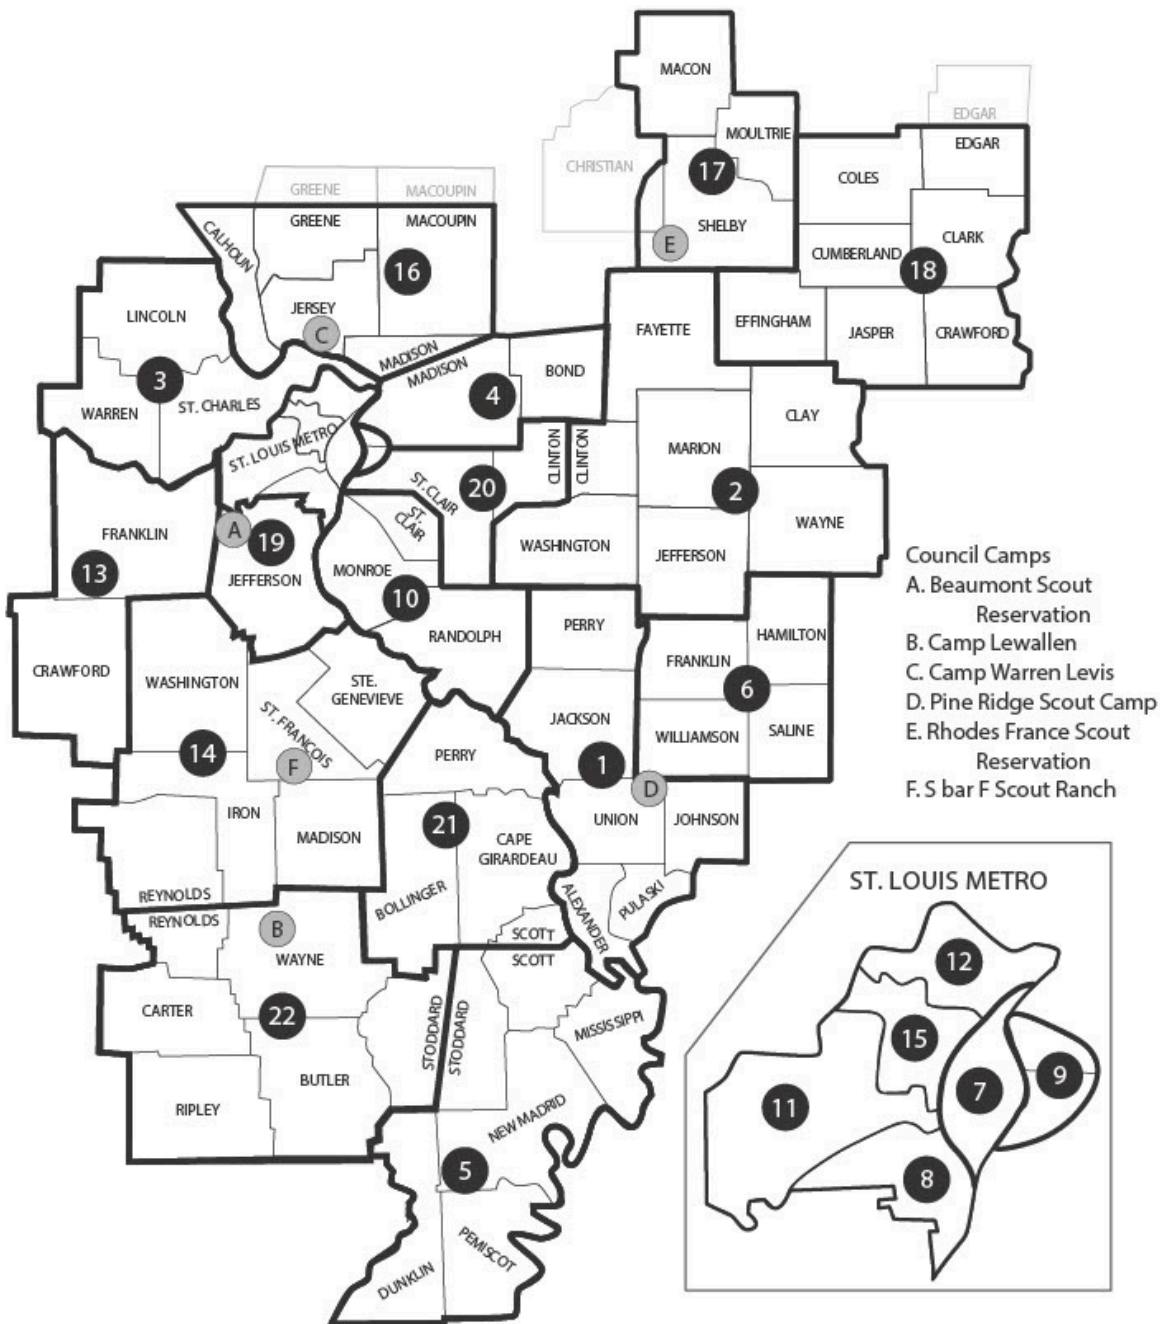 MACON
MOULTRIE
EDGAR
EDGAR
CHRISTIAN
17
COLES
SHELBY
E
CLARK
CUMBERLAND
18
GREENE
MACOUPIN
GREENE
MACOUPIN
CALHOUN
16
JERSEY
C
LINCOLN
FAYETTE
EFFINGHAM
JASPER
CRAWFORD
MADISON
MADISON
BOND
3
4
WARREN
ST. CHARLES
CLAY
ST. LOUIS METRO
MARION
CLINTON
CLINTON
ST. CLAIR
20
2
ST. CLAIR
WAYNE
FRANKLIN
A
19
WASHINGTON
JEFFERSON
JEFFERSON
MONROE
13
10
PERRY
HAMILTON
RANDOLPH
FRANKLIN
CRAWFORD
WASHINGTON
STE.
GENEVIEVE
6
ST. FRANCOIS
JACKSON
WILLIAMSON
SALINE
14
F
PERRY
1
D
IRON
MADISON
21
UNION
JOHNSON
CAPE
GIRARDEAU
REYNOLDS
BOLLINGER
ALEXANDER
PULASKI
REYNOLDS
B
WAYNE
SCOTT
SCOTT
CARTER
22
STODDARD
STODDARD
MISSISSIPPI
BUTLER
RIPLEY
NEW MADRID
5
PEMISCOT
DUNKLIN
Council Camps
A. Beaumont Scout
Reservation
B. Camp Lewallen
C. Camp Warren Levis
D. Pine Ridge Scout Camp
E. Rhodes France Scout
Reservation
F. S bar F Scout Ranch
ST. LOUIS METRO
12
15
7
9
11
8